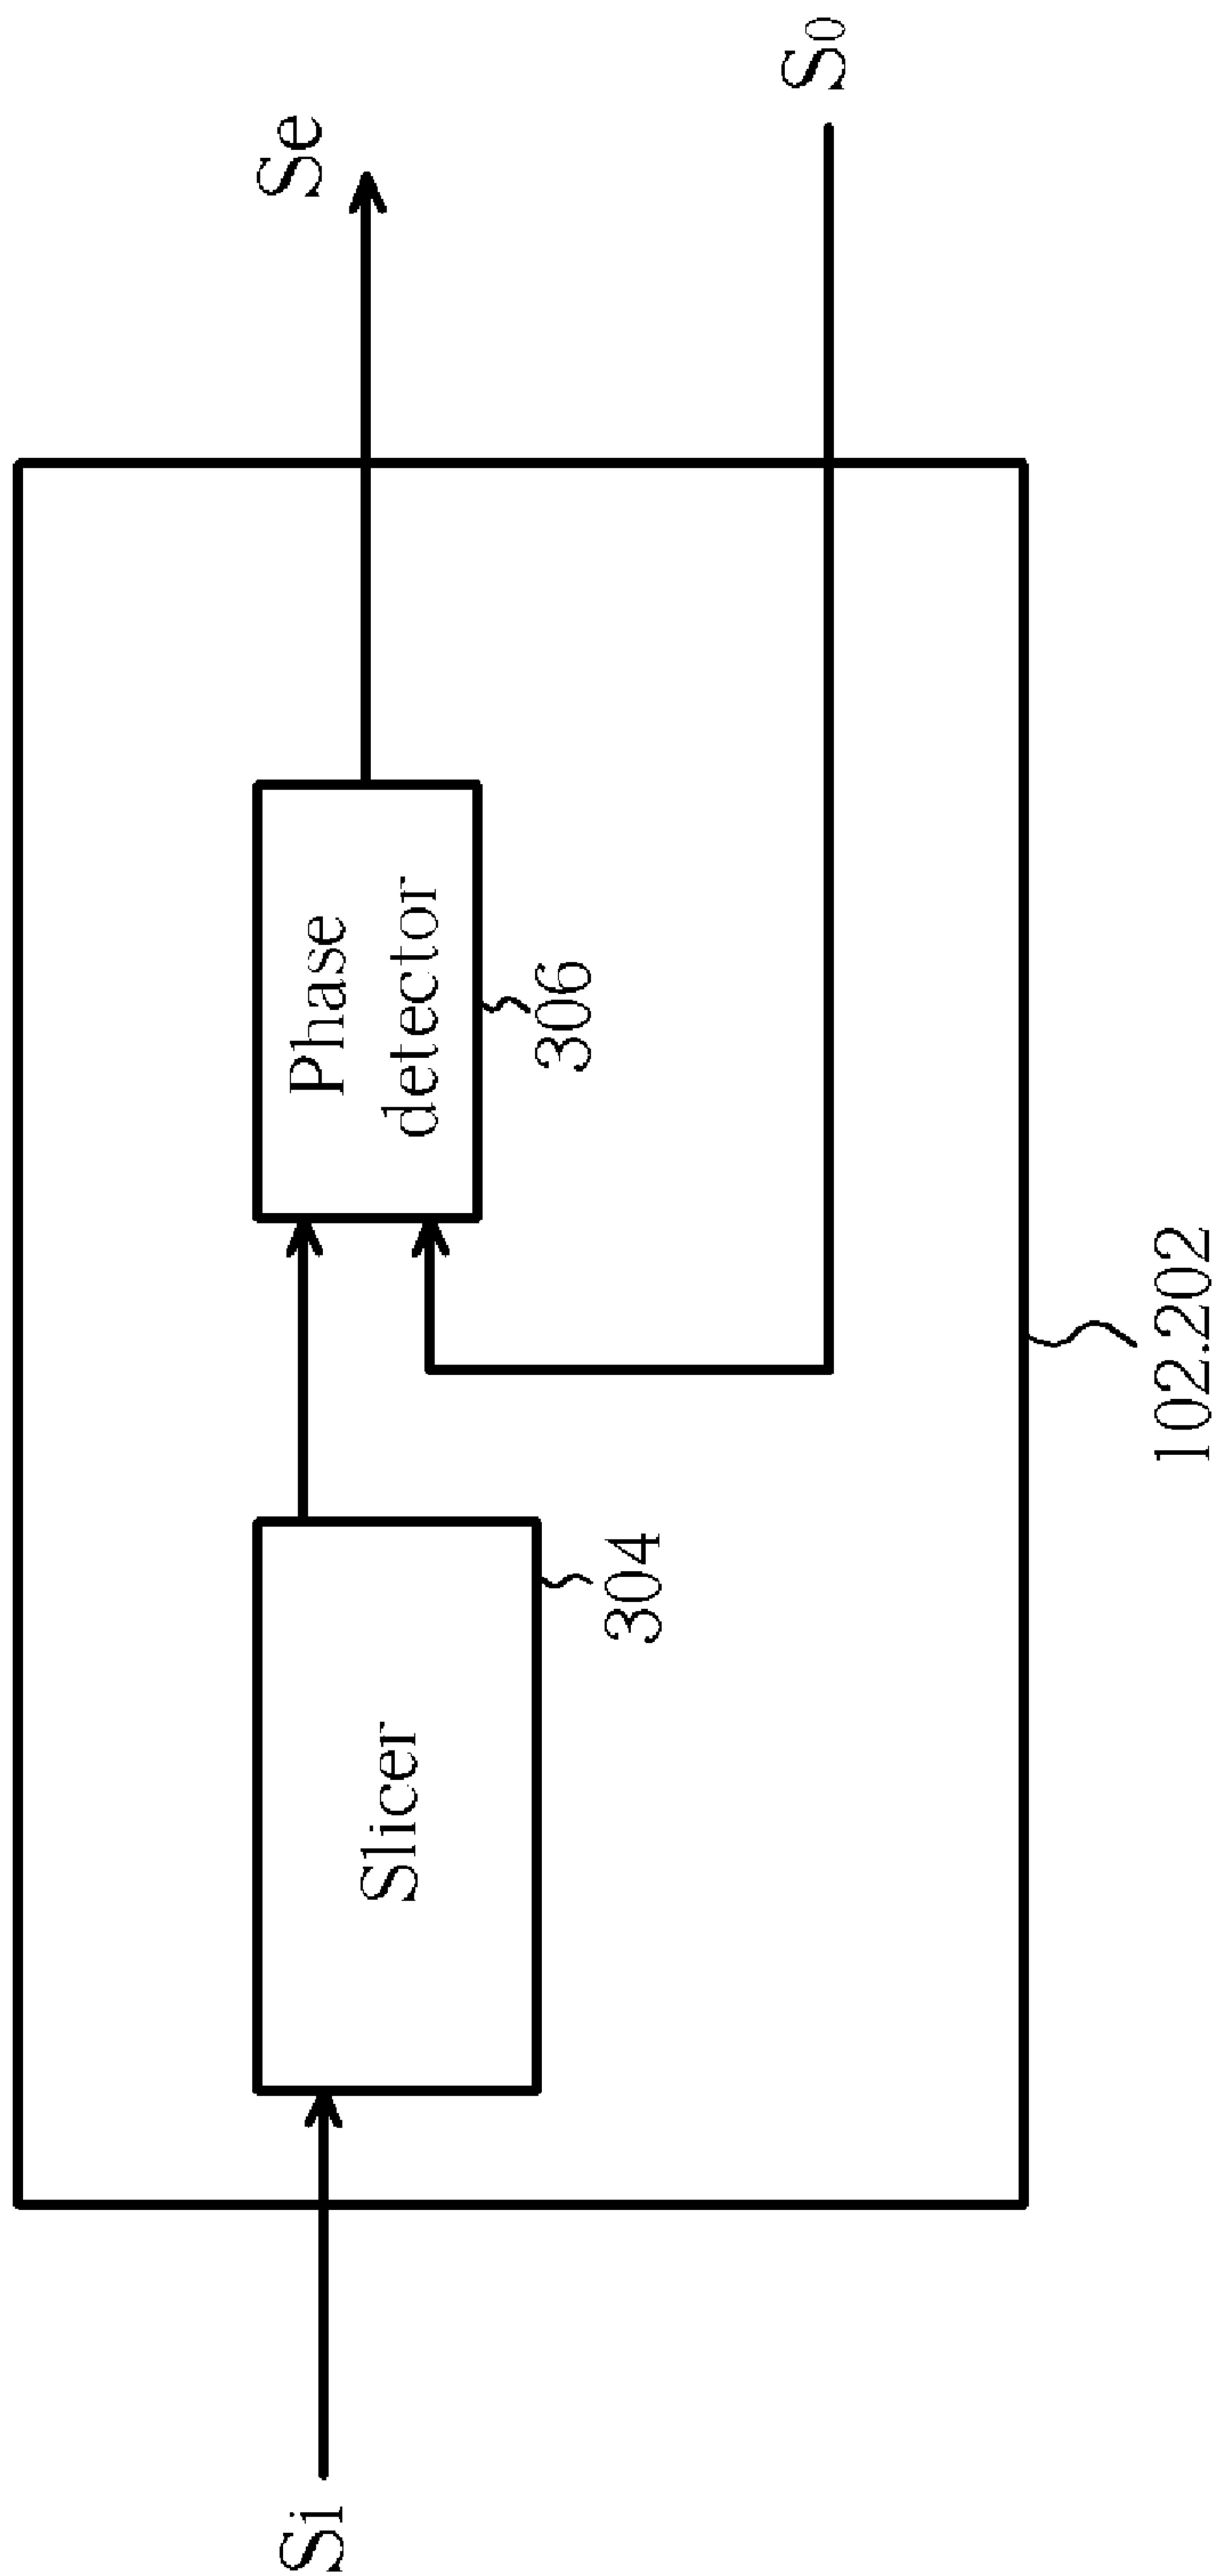 Si
Slicer
304
Phase
detector
306
Se
So
102.202